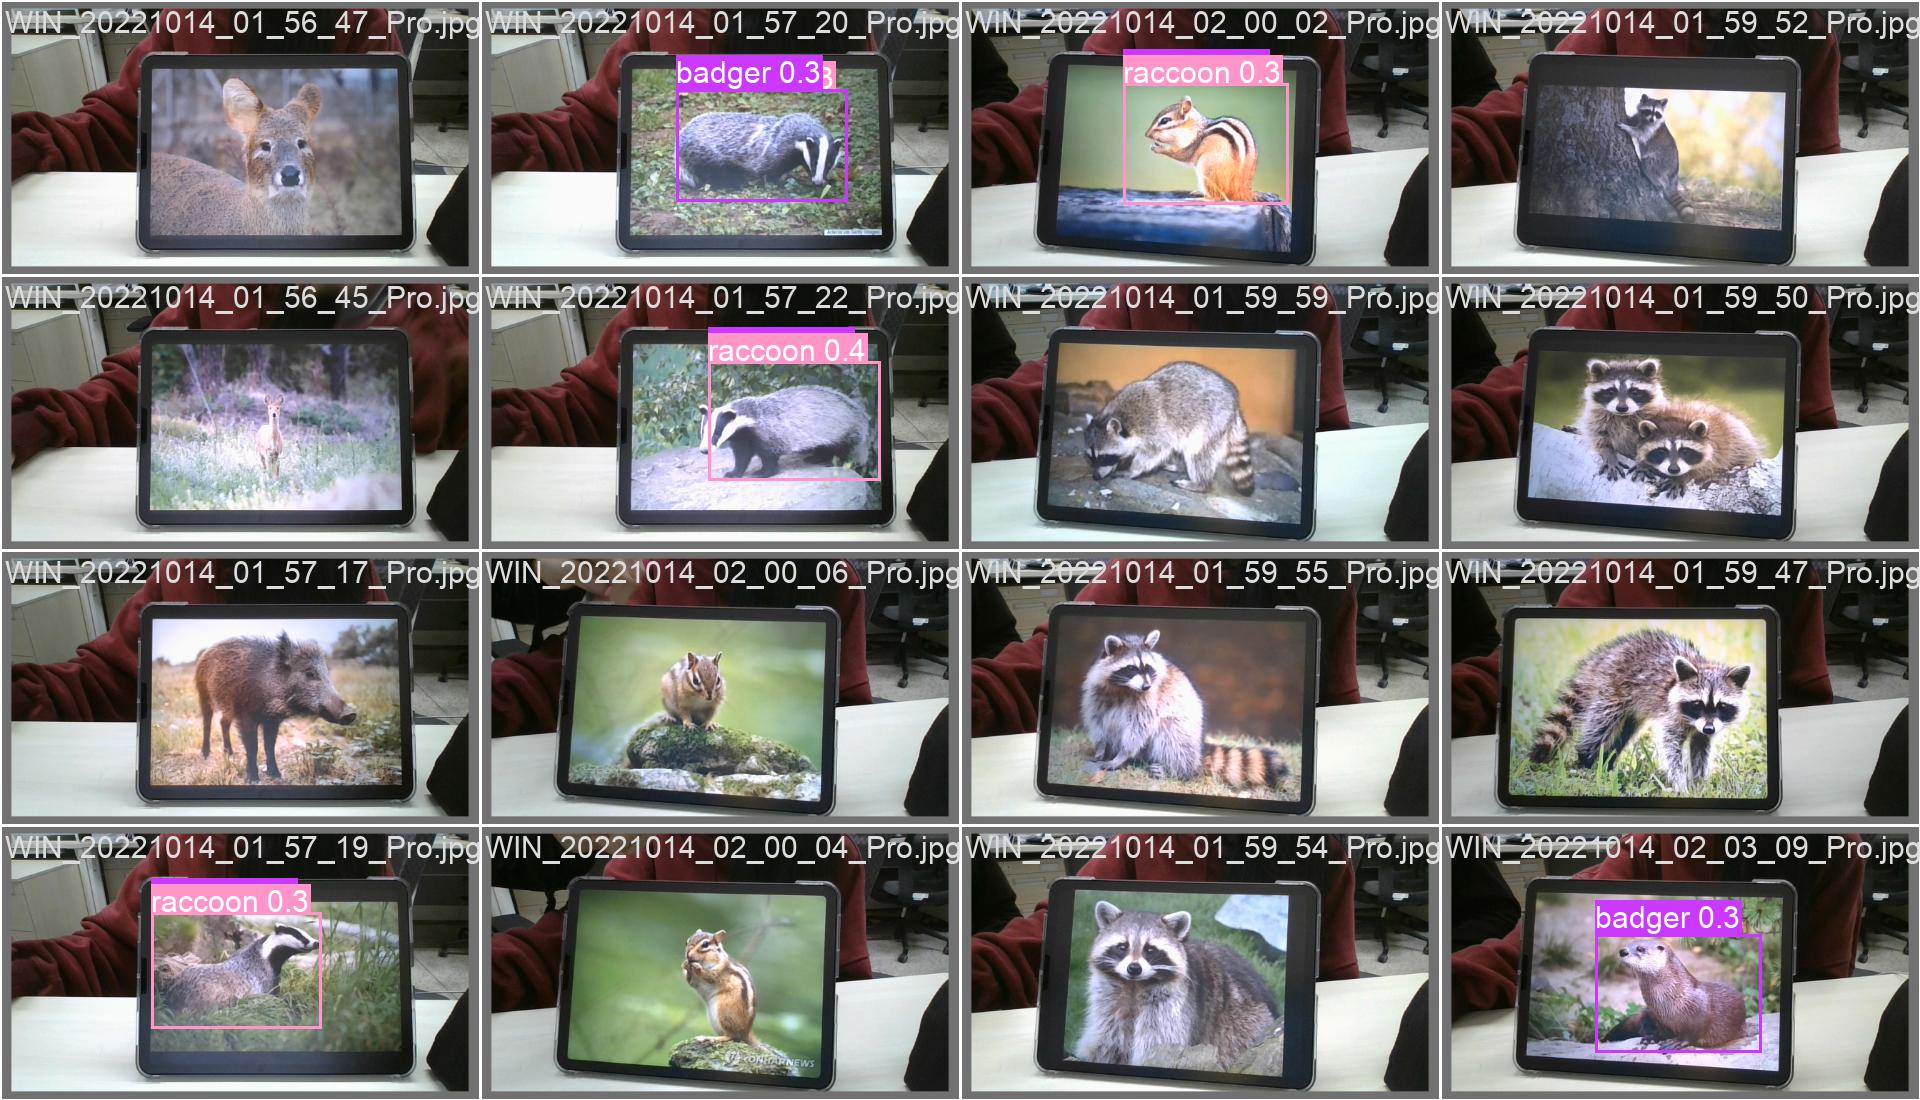 WIN_20221014_01_56_47_Pro.jpg
WIN_20221014_01_57_20_Pro.jpg
WIN_20221014_02_00_02_Pro.jpg
WIN_20221014_01_59_52_Pro.jpg
badger 0.3
raccoon 0.3
WIN_20221014_01_56_45_Pro.jpg
WIN_20221014_01_57_22_Pro.jpg
WIN_20221014_01_59_59_Pro.jpg
WIN_20221014_01_59_50_Pro.jpg
raccoon 0.4
WIN_20221014_01_57_17_Pro.jpg
WIN_20221014_02_00_06_Pro.jpg
WIN_20221014_01_59_55_Pro.jpg
WIN_20221014_01_59_47_Pro.jpg
WIN_20221014_01_57_19_Pro.jpg
WIN_20221014_02_00_04_Pro.jpg
WIN_20221014_01_59_54_Pro.jpg
WIN_20221014_02_03_09_Pro.jpg
raccoon 0.3
badger 0.3
YONHAPNEWS